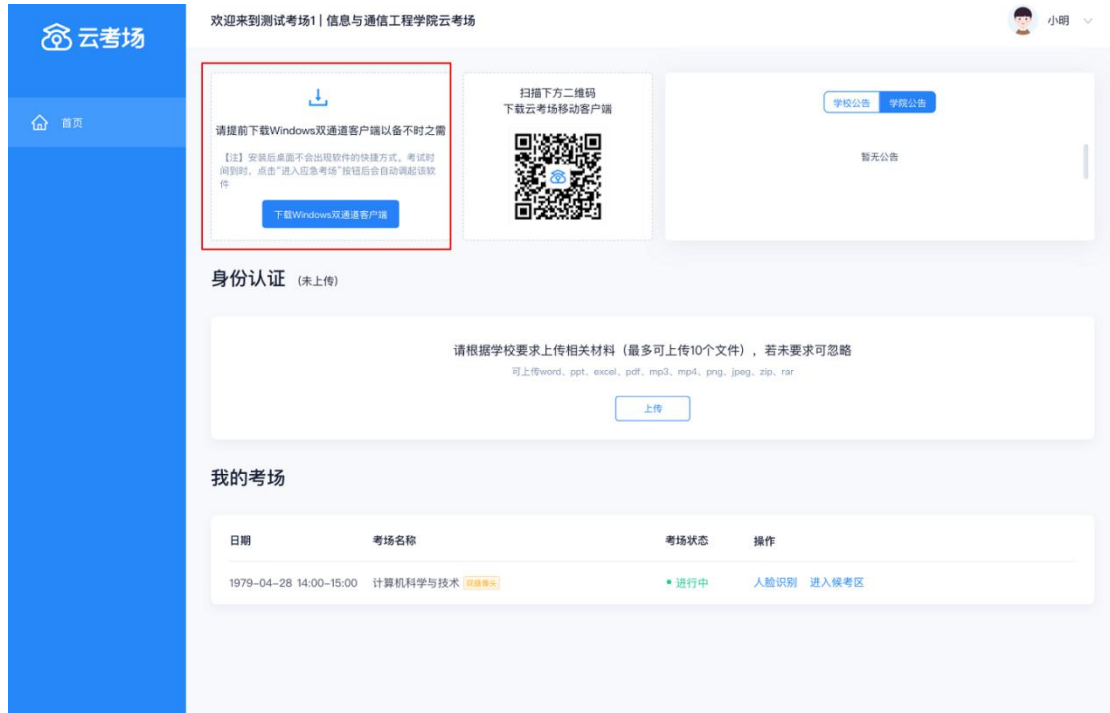 云考场
欢迎来到测试考场1 | 信息与通信工程学院云考场
小明
首页
请提前下载Windows双通道客户端以备不时之需
【注】安装后桌面不会出现软件的快捷方式，考试时
间到时，点击“进入应急考场”按钮后会自动调起该软
件
下载Windows双通道客户端
扫描下方二维码
下载云考场移动客户端
学校公告 学院公告
暂无公告
身份认证 （未上传）
请根据学校要求上传相关材料（最多可上传10个文件），若未要求可忽略
可上传word、ppt、excel、pdf、mp3、mp4、png、jpeg、zip、rar
上传
我的考场
日期 考场名称 考场状态 操作
1979-04-28 14:00-15:00 计算机科学与技术 双摄像头 进行中 人脸识别 进入候考区